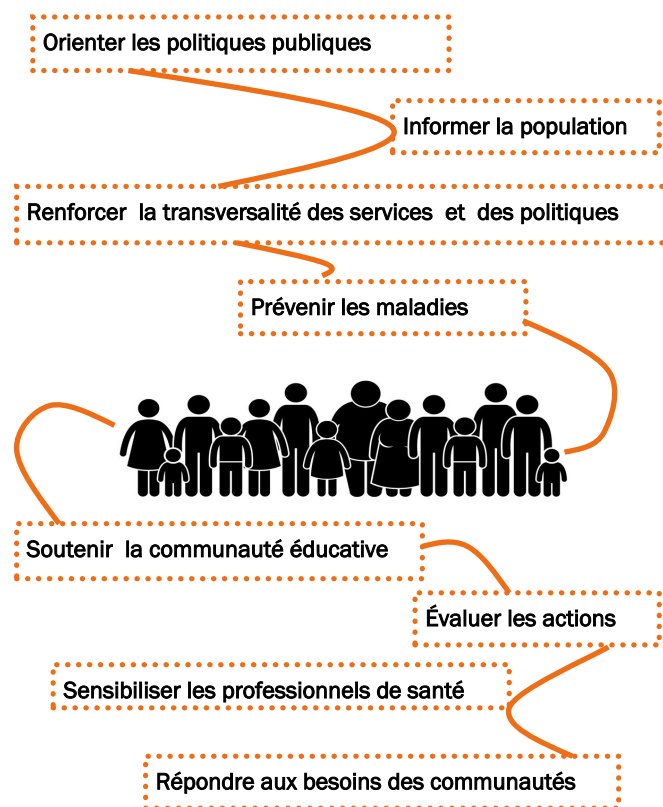 Orienter les politiques publiques
Informer la population
Renforcer la transversalité des services et des politiques
Prévenir les maladies
Soutenir la communauté éducative
Évaluer les actions
Sensibiliser les professionnels de santé
Répondre aux besoins des communautés